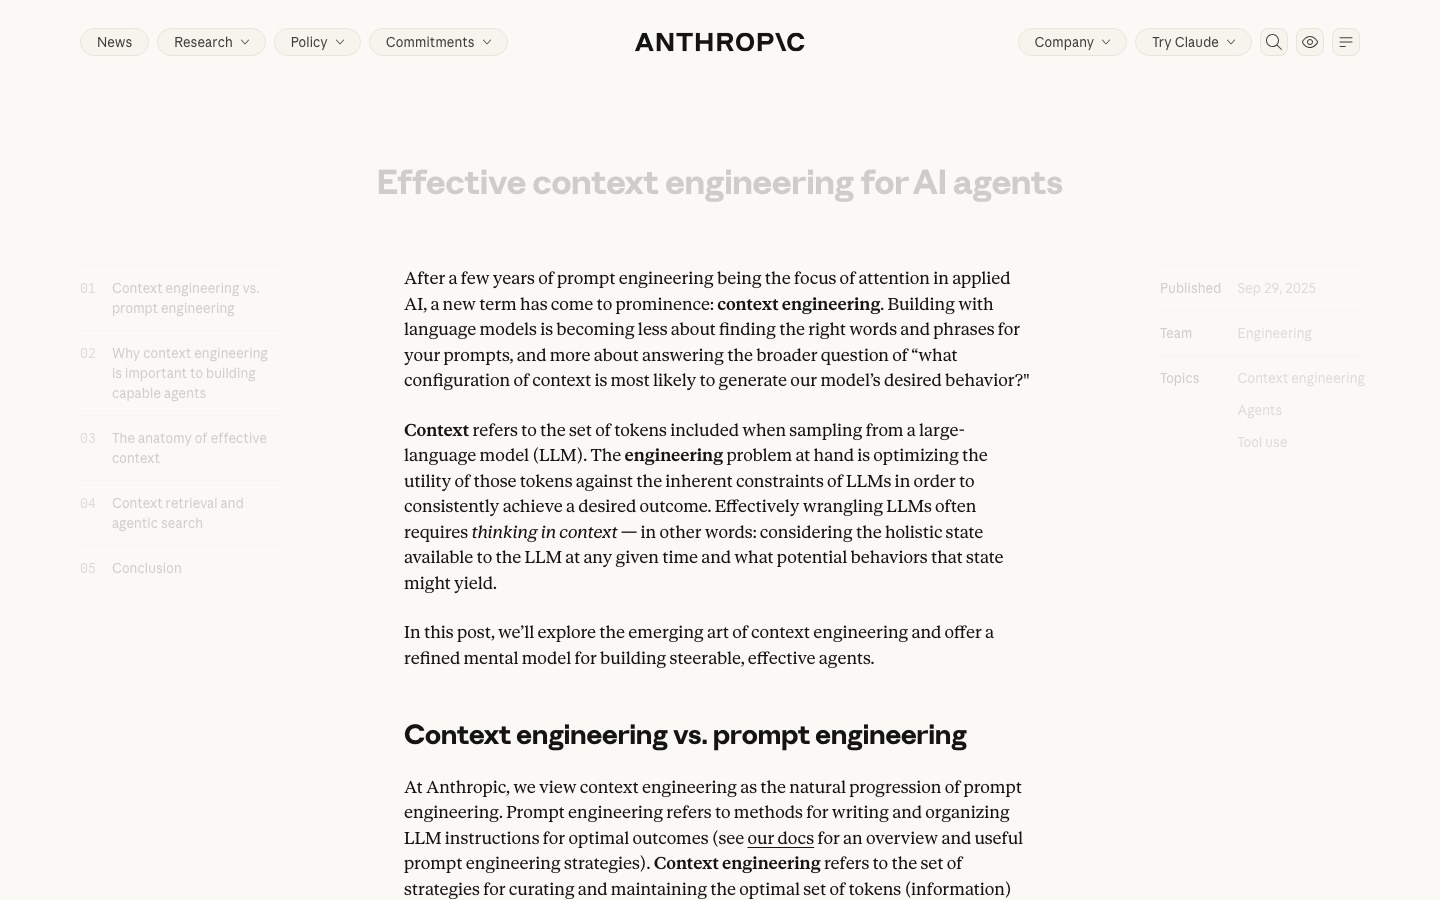 News
Research
Policy
Commitments
ANTHROP\C
Company
Try Claude
Effective context engineering for AI agents
01 Context engineering vs.
prompt engineering
02 Why context engineering
is important to building
capable agents
03 The anatomy of effective
context
04 Context retrieval and
agentic search
05 Conclusion
After a few years of prompt engineering being the focus of attention in applied
AI, a new term has come to prominence: context engineering. Building with
language models is becoming less about finding the right words and phrases for
your prompts, and more about answering the broader question of “what
configuration of context is most likely to generate our model’s desired behavior?"
Context refers to the set of tokens included when sampling from a large-
language model (LLM). The engineering problem at hand is optimizing the
utility of those tokens against the inherent constraints of LLMs in order to
consistently achieve a desired outcome. Effectively wrangling LLMs often
requires thinking in context — in other words: considering the holistic state
available to the LLM at any given time and what potential behaviors that state
might yield.
In this post, we’ll explore the emerging art of context engineering and offer a
refined mental model for building steerable, effective agents.
Context engineering vs. prompt engineering
At Anthropic, we view context engineering as the natural progression of prompt
engineering. Prompt engineering refers to methods for writing and organizing
LLM instructions for optimal outcomes (see our docs for an overview and useful
prompt engineering strategies). Context engineering refers to the set of
strategies for curating and maintaining the optimal set of tokens (information)
Published Sep 29, 2025
Team Engineering
Topics Context engineering
Agents
Tool use